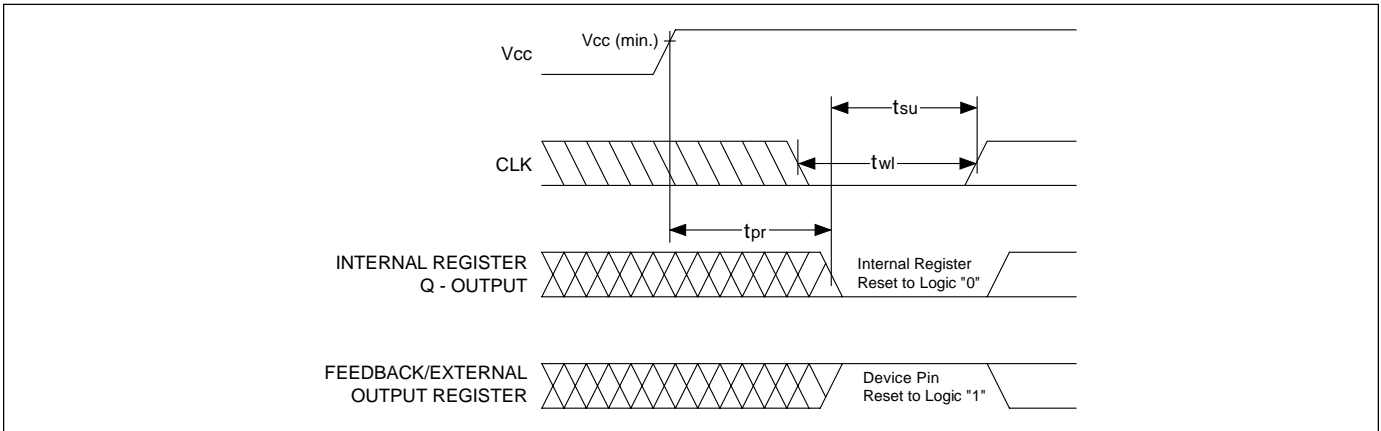 Vcc
Vcc (min.)
tsu
CLK
twl
tpr
INTERNAL REGISTER
Q - OUTPUT
Internal Register
Reset to Logic "0"
FEEDBACK/EXTERNAL
OUTPUT REGISTER
Device Pin
Reset to Logic "1"